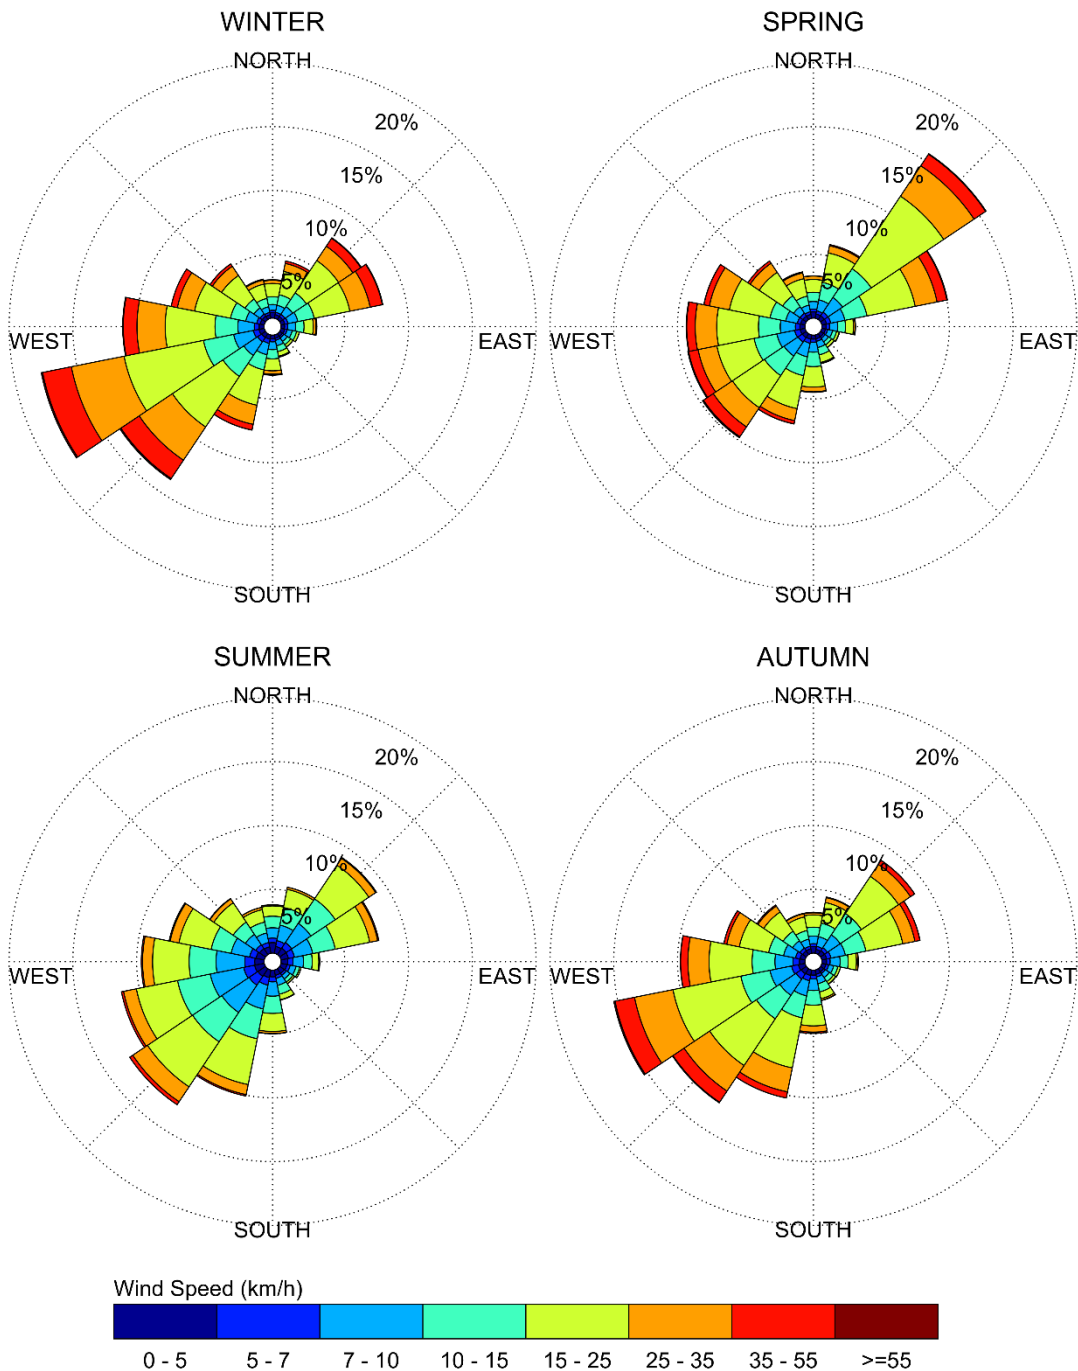 WINTER
NORTH
20%
15%
10%
5%
WEST
EAST
SOUTH
SPRING
NORTH
20%
15%
10%
5%
WEST
EAST
SOUTH
SUMMER
NORTH
20%
15%
10%
5%
WEST
EAST
SOUTH
AUTUMN
NORTH
20%
15%
10%
5%
WEST
EAST
SOUTH
Wind Speed (km/h)
0 - 5 5 - 7 7 - 10 10 - 15 15 - 25 25 - 35 35 - 55 >=55